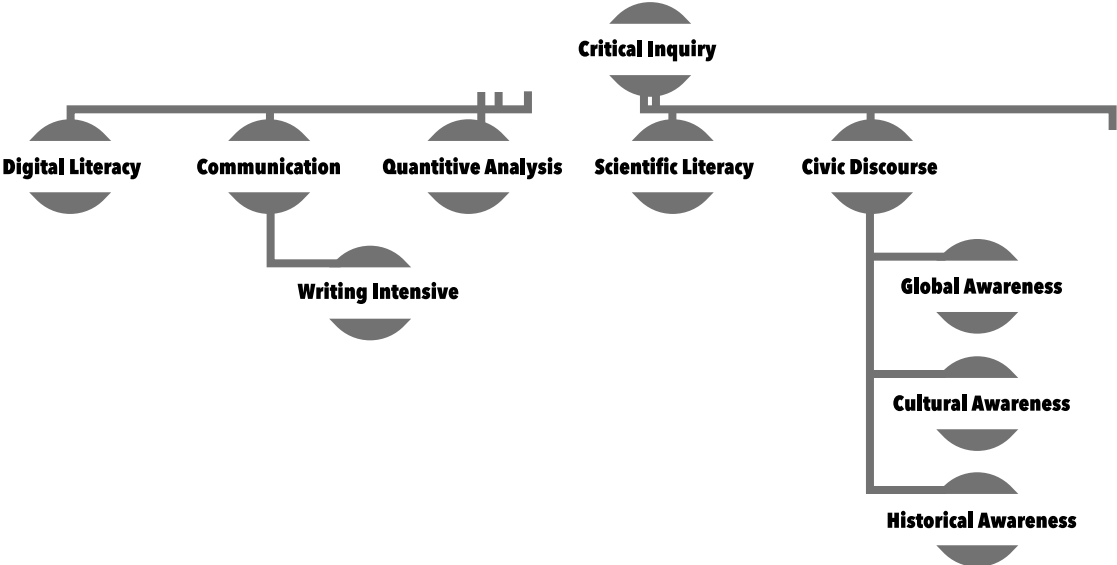 Critical Inquiry
Digital Literacy
Communication
Quantitive Analysis
Scientific Literacy
Civic Discourse
Writing Intensive
Global Awareness
Cultural Awareness
Historical Awareness